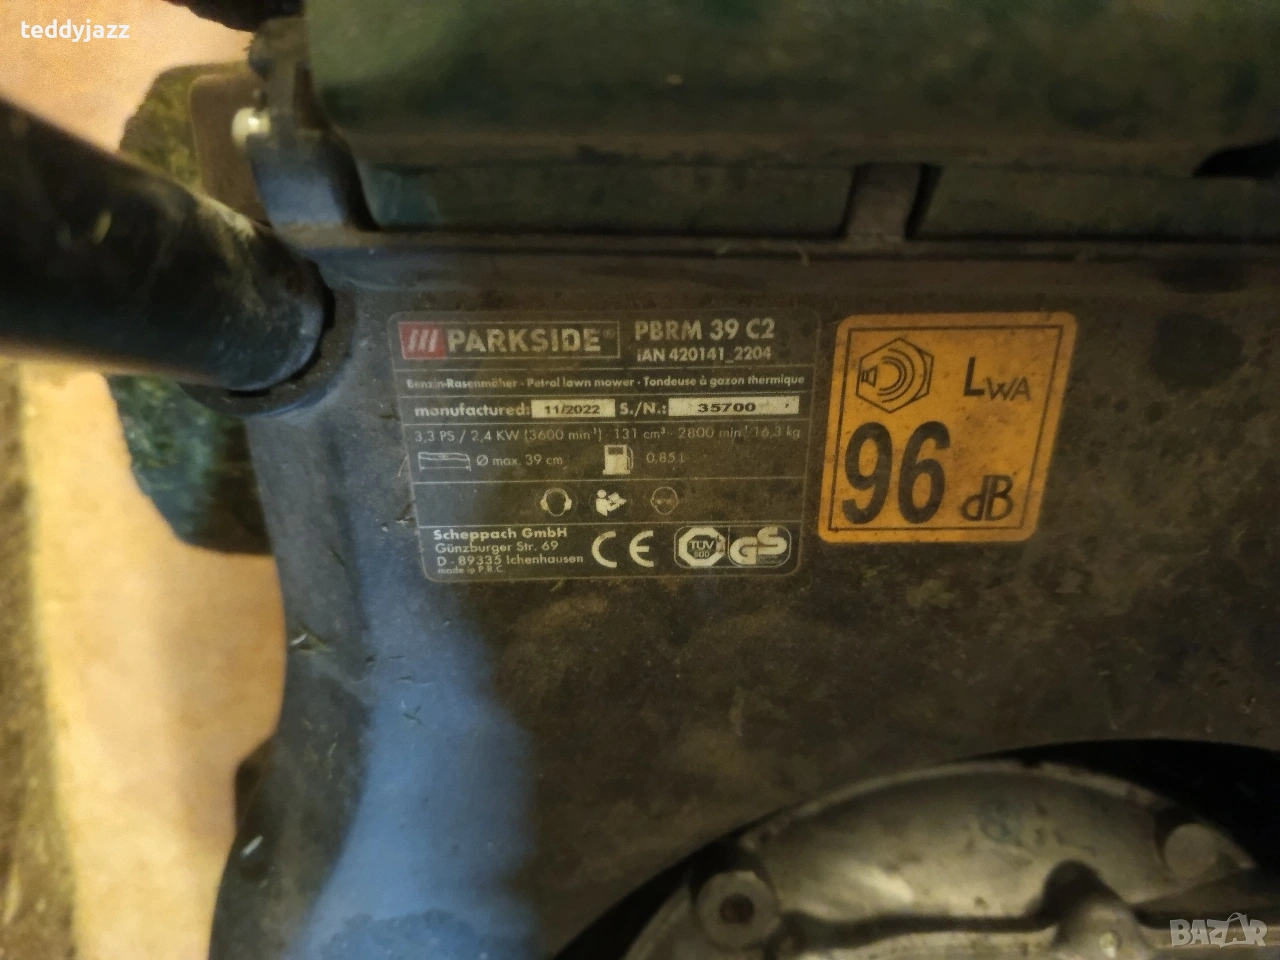 teddyjazz
PARKSIDE®
PBRM 39 C2
IAN 420141_2204
Benzin-Rasenmäher · Petrol lawn mower · Tondeuse à gazon thermique
manufactured: 11/2022 S./N.: 35700
3,3 PS / 2,4 KW (3600 min⁻¹) · 131 cm³ · 2800 min⁻¹ 16,3 kg
Ø max. 39 cm 0,85 l
Scheppach GmbH
Günzburger Str. 69
D - 89335 Ichenhausen
made in P.R.C.
CE
TÜV
SÜD
GS
LWA
96 dB
BAZAR